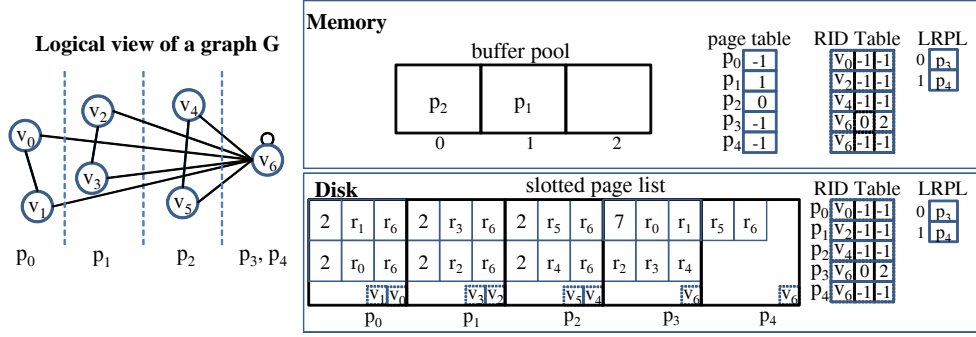 Logical view of a graph G
v0
v1
v2
v3
v4
v5
v6
p0 p1 p2 p3, p4
Memory
buffer pool
p2 p1
0 1 2
page table
p0 -1
p1 1
p2 0
p3 -1
p4 -1
RID Table
v0 -1 -1
v2 -1 -1
v4 -1 -1
v6 0 2
v6 -1 -1
LRPL
0 p3
1 p4
Disk
slotted page list
2 r1 r6 2 r3 r6 2 r5 r6 7 r0 r1 r5 r6
2 r0 r6 2 r2 r6 2 r4 r6 r2 r3 r4
v1 v0 v3 v2 v5 v4 v6 v6
p0 p1 p2 p3 p4
RID Table
p0 v0 -1 -1
p1 v2 -1 -1
p2 v4 -1 -1
p3 v6 0 2
p4 v6 -1 -1
LRPL
0 p3
1 p4